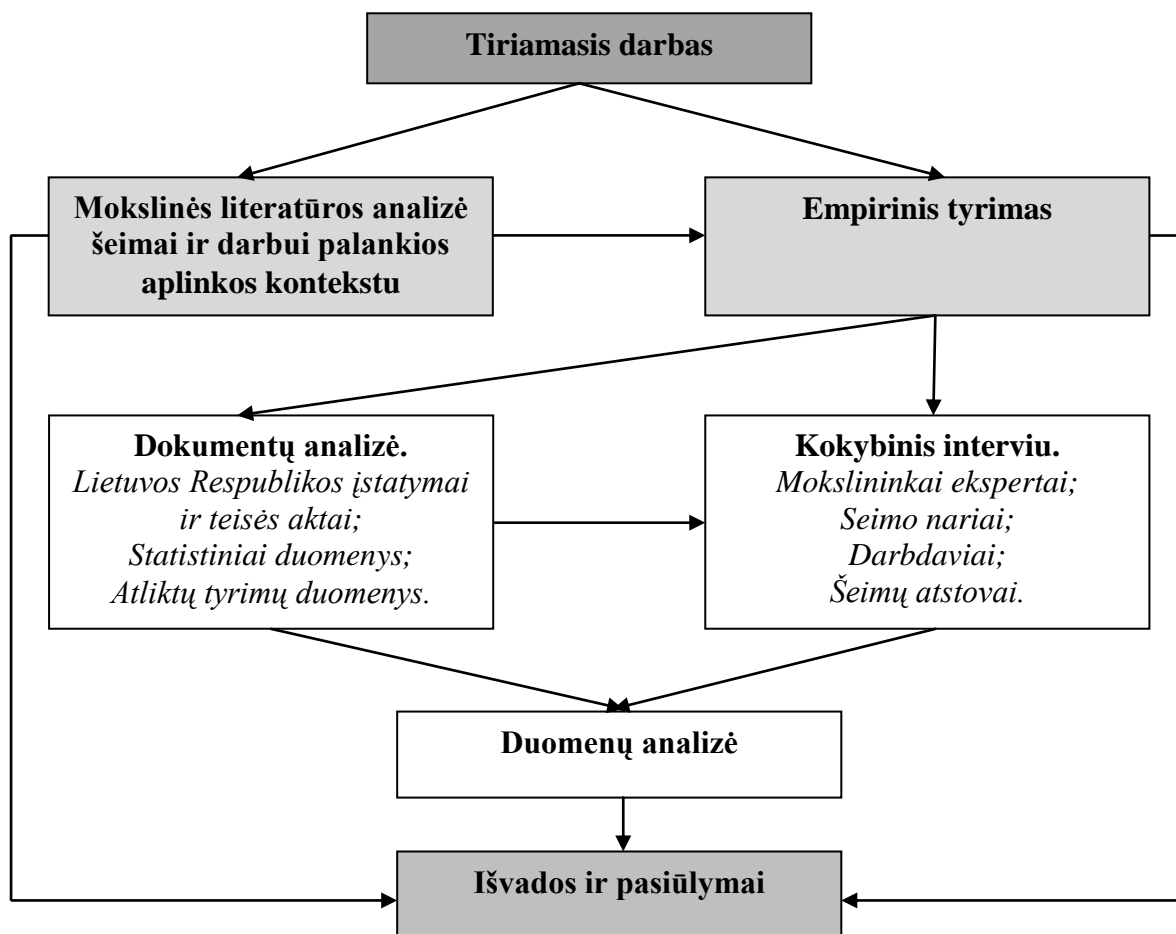 Tiriamasis darbas
Mokslinės literatūros analizė
šeimai ir darbui palankios
aplinkos kontekstu
Empirinis tyrimas
Dokumentų analizė.
Lietuvos Respublikos įstatymai
ir teisės aktai;
Statistiniai duomenys;
Atliktų tyrimų duomenys.
Kokybinis interviu.
Mokslininkai ekspertai;
Seimo nariai;
Darbdaviai;
Šeimų atstovai.
Duomenų analizė
Išvados ir pasiūlymai